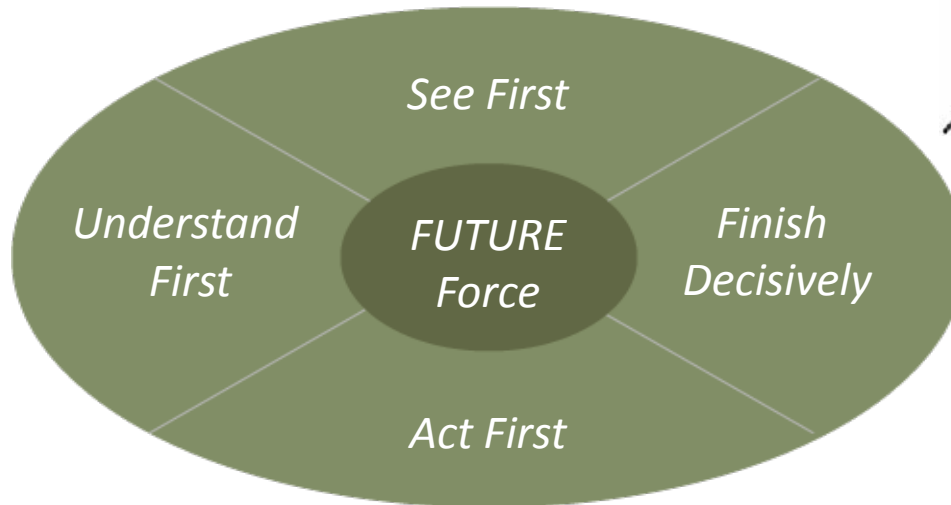 See First
Understand
First
FUTURE
Force
Finish
Decisively
Act First